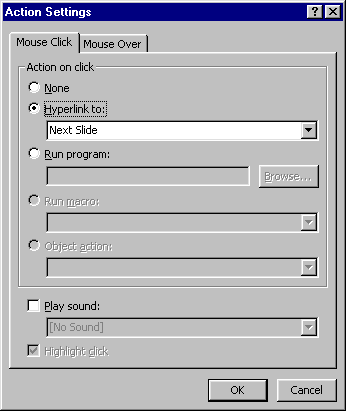 Action Settings
Mouse Click Mouse Over
Action on click
None
Hyperlink to:
Next Slide
Run program:
Browse...
Run macro:
Object action:
Play sound:
[No Sound]
Highlight click
OK Cancel